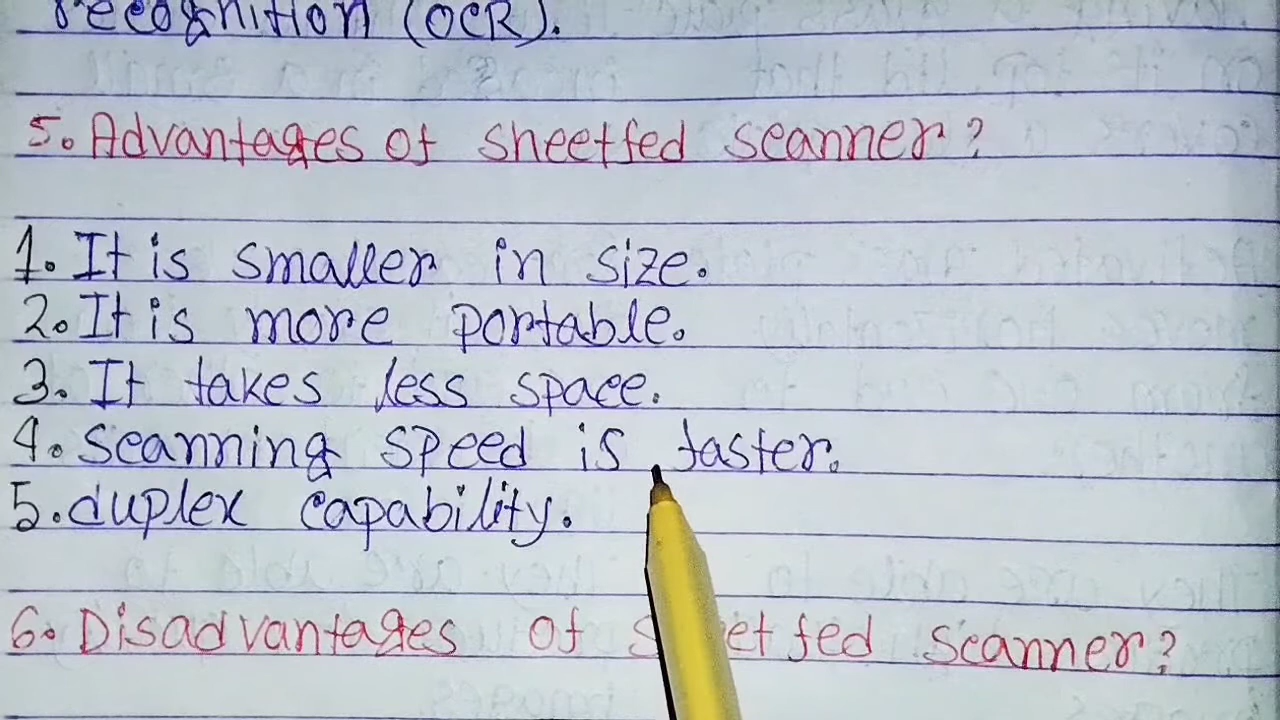 recognition (OCR).
5. Advantages of sheetfed scanner?
1. It is smaller in size.
2. It is more portable.
3. It takes less space.
4. scanning speed is faster.
5. duplex capability.
6. Disadvantages of fed scanner?